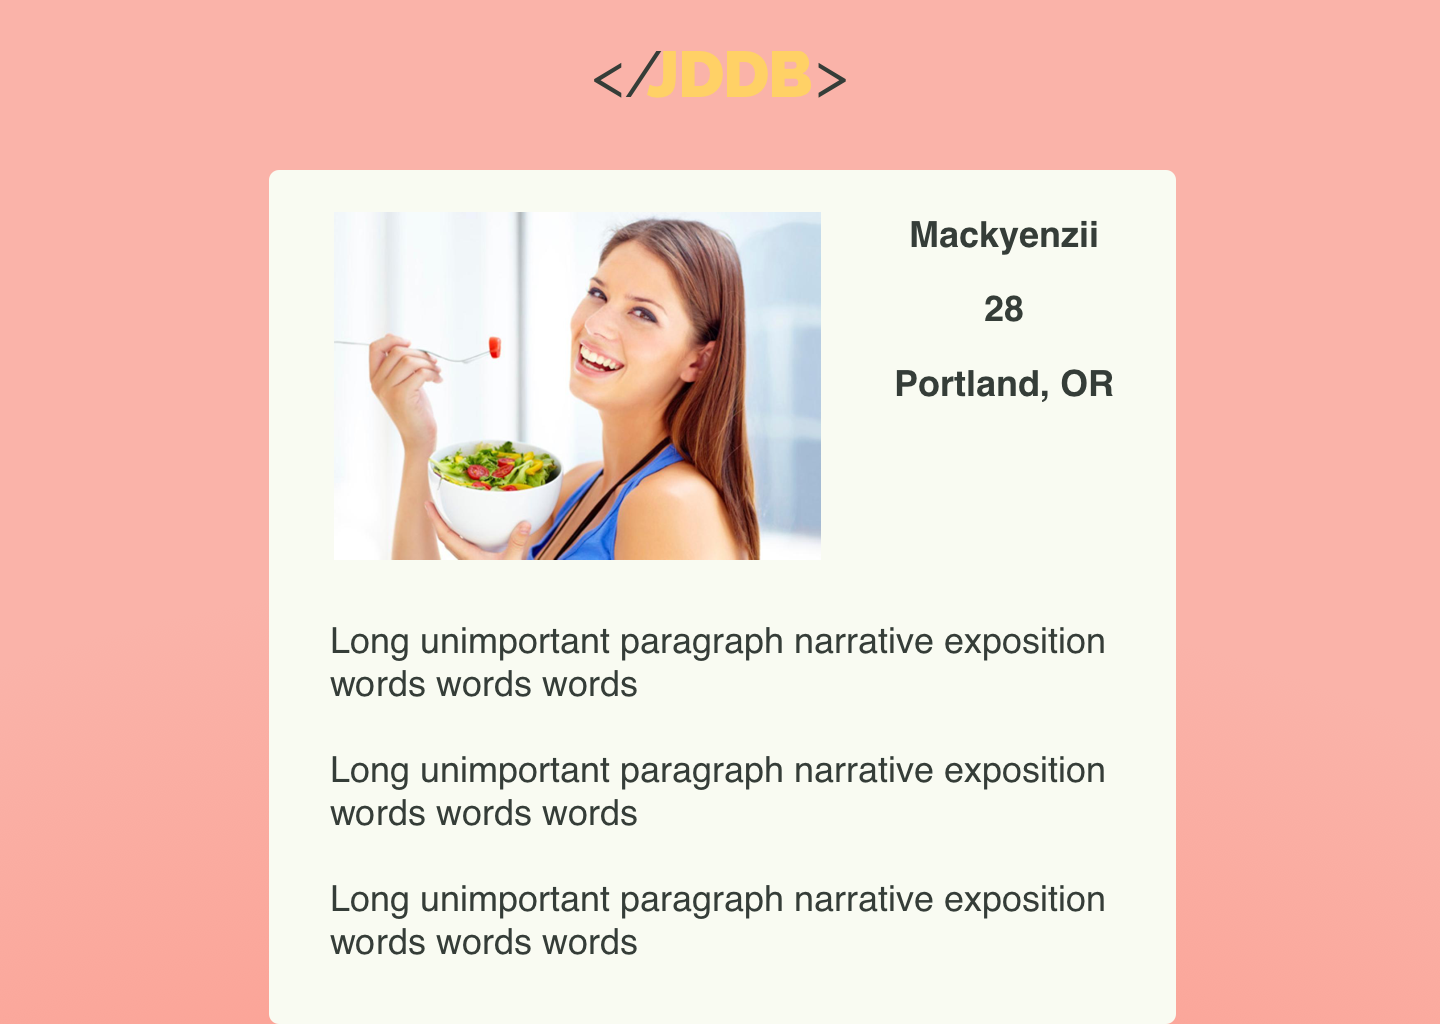 </JDDB>
Mackyenzii
28
Portland, OR
Long unimportant paragraph narrative exposition
words words words
Long unimportant paragraph narrative exposition
words words words
Long unimportant paragraph narrative exposition
words words words